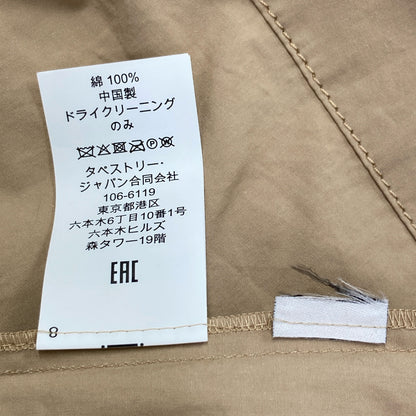 綿 100%
中国製
ドライクリーニング
のみ
タペストリー・
ジャパン合同会社
106-6119
東京都港区
六本木6丁目10番1号
六本木ヒルズ
森タワー19階
EAC
8